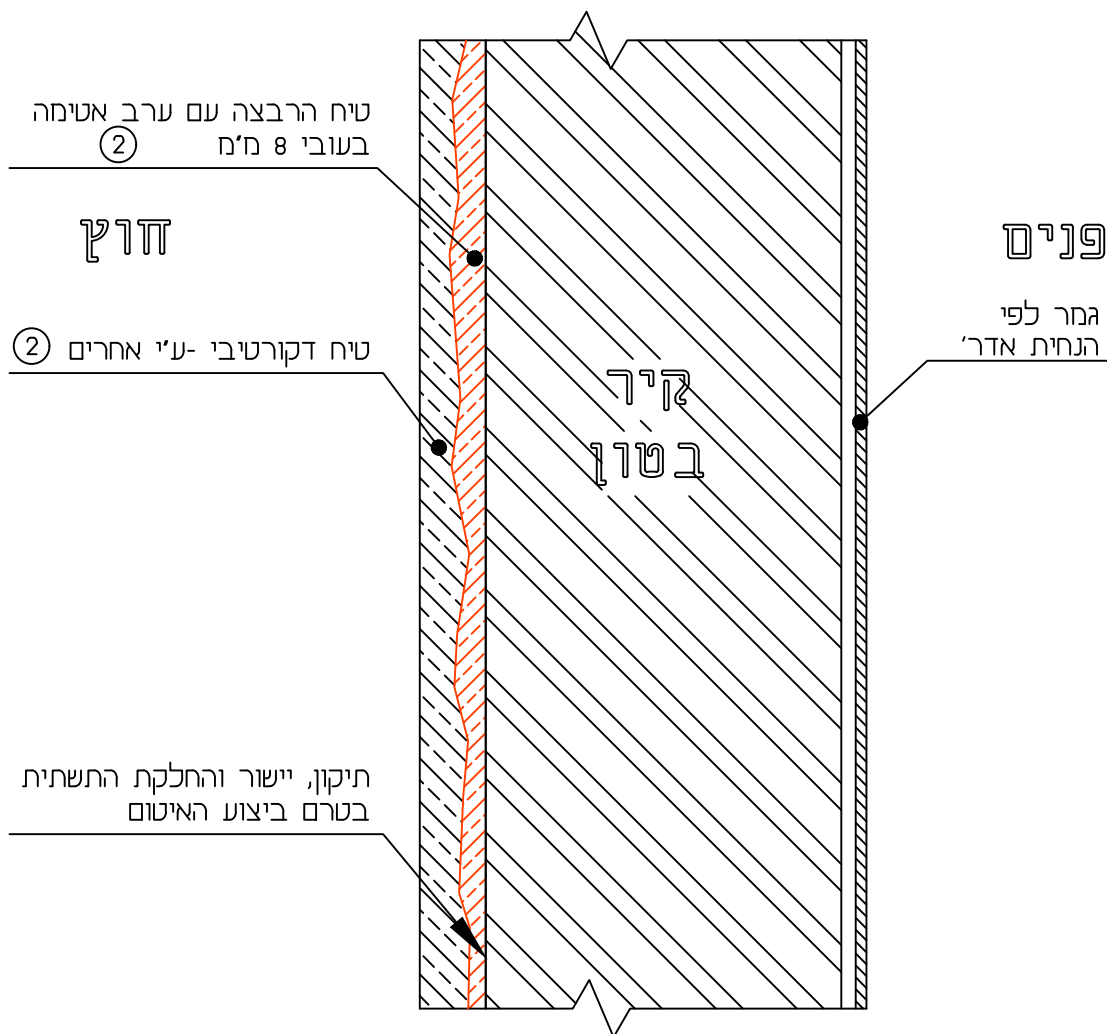 טיח הרבצה עם ערב אטימה
בעובי 8 מ'מ ②
חוץ
פנים
גמר לפי
הנחית אדר'
טיח דקורטיבי -ע'י אחרים ②
קיר
בטון
תיקון, יישור והחלקת התשתית
בטרם ביצוע האיטום